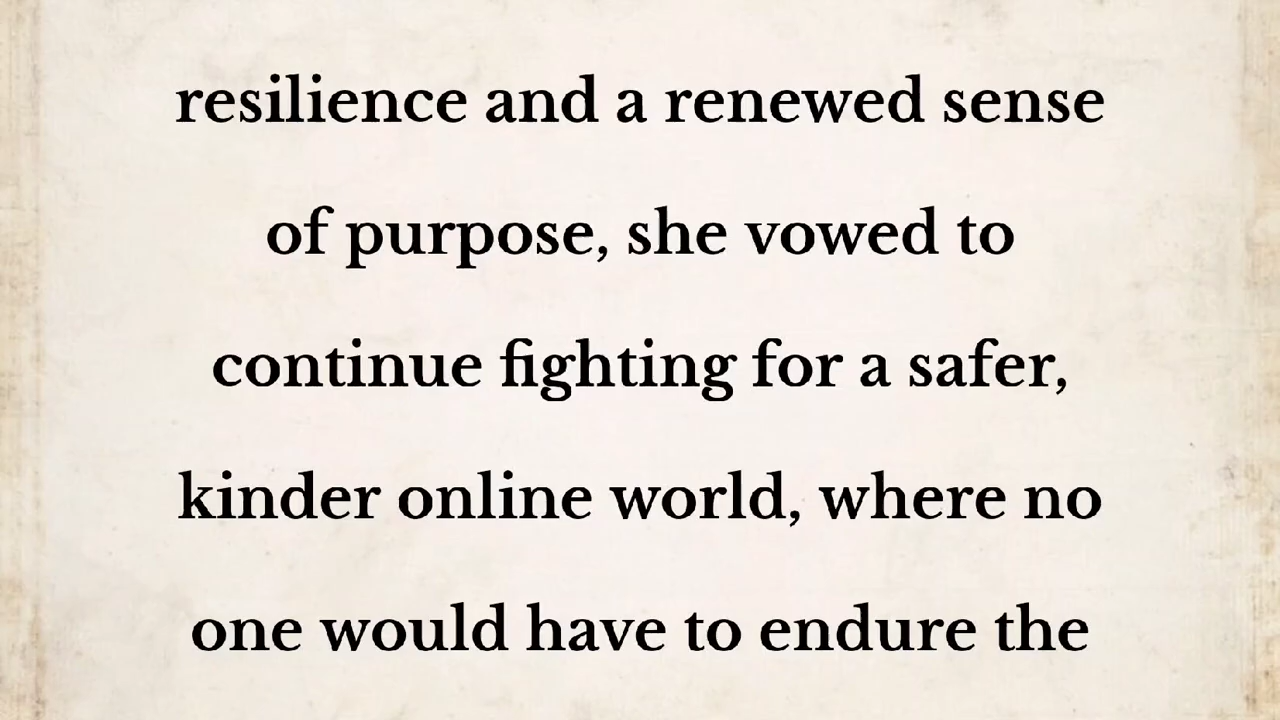 resilience and a renewed sense
of purpose, she vowed to
continue fighting for a safer,
kinder online world, where no
one would have to endure the